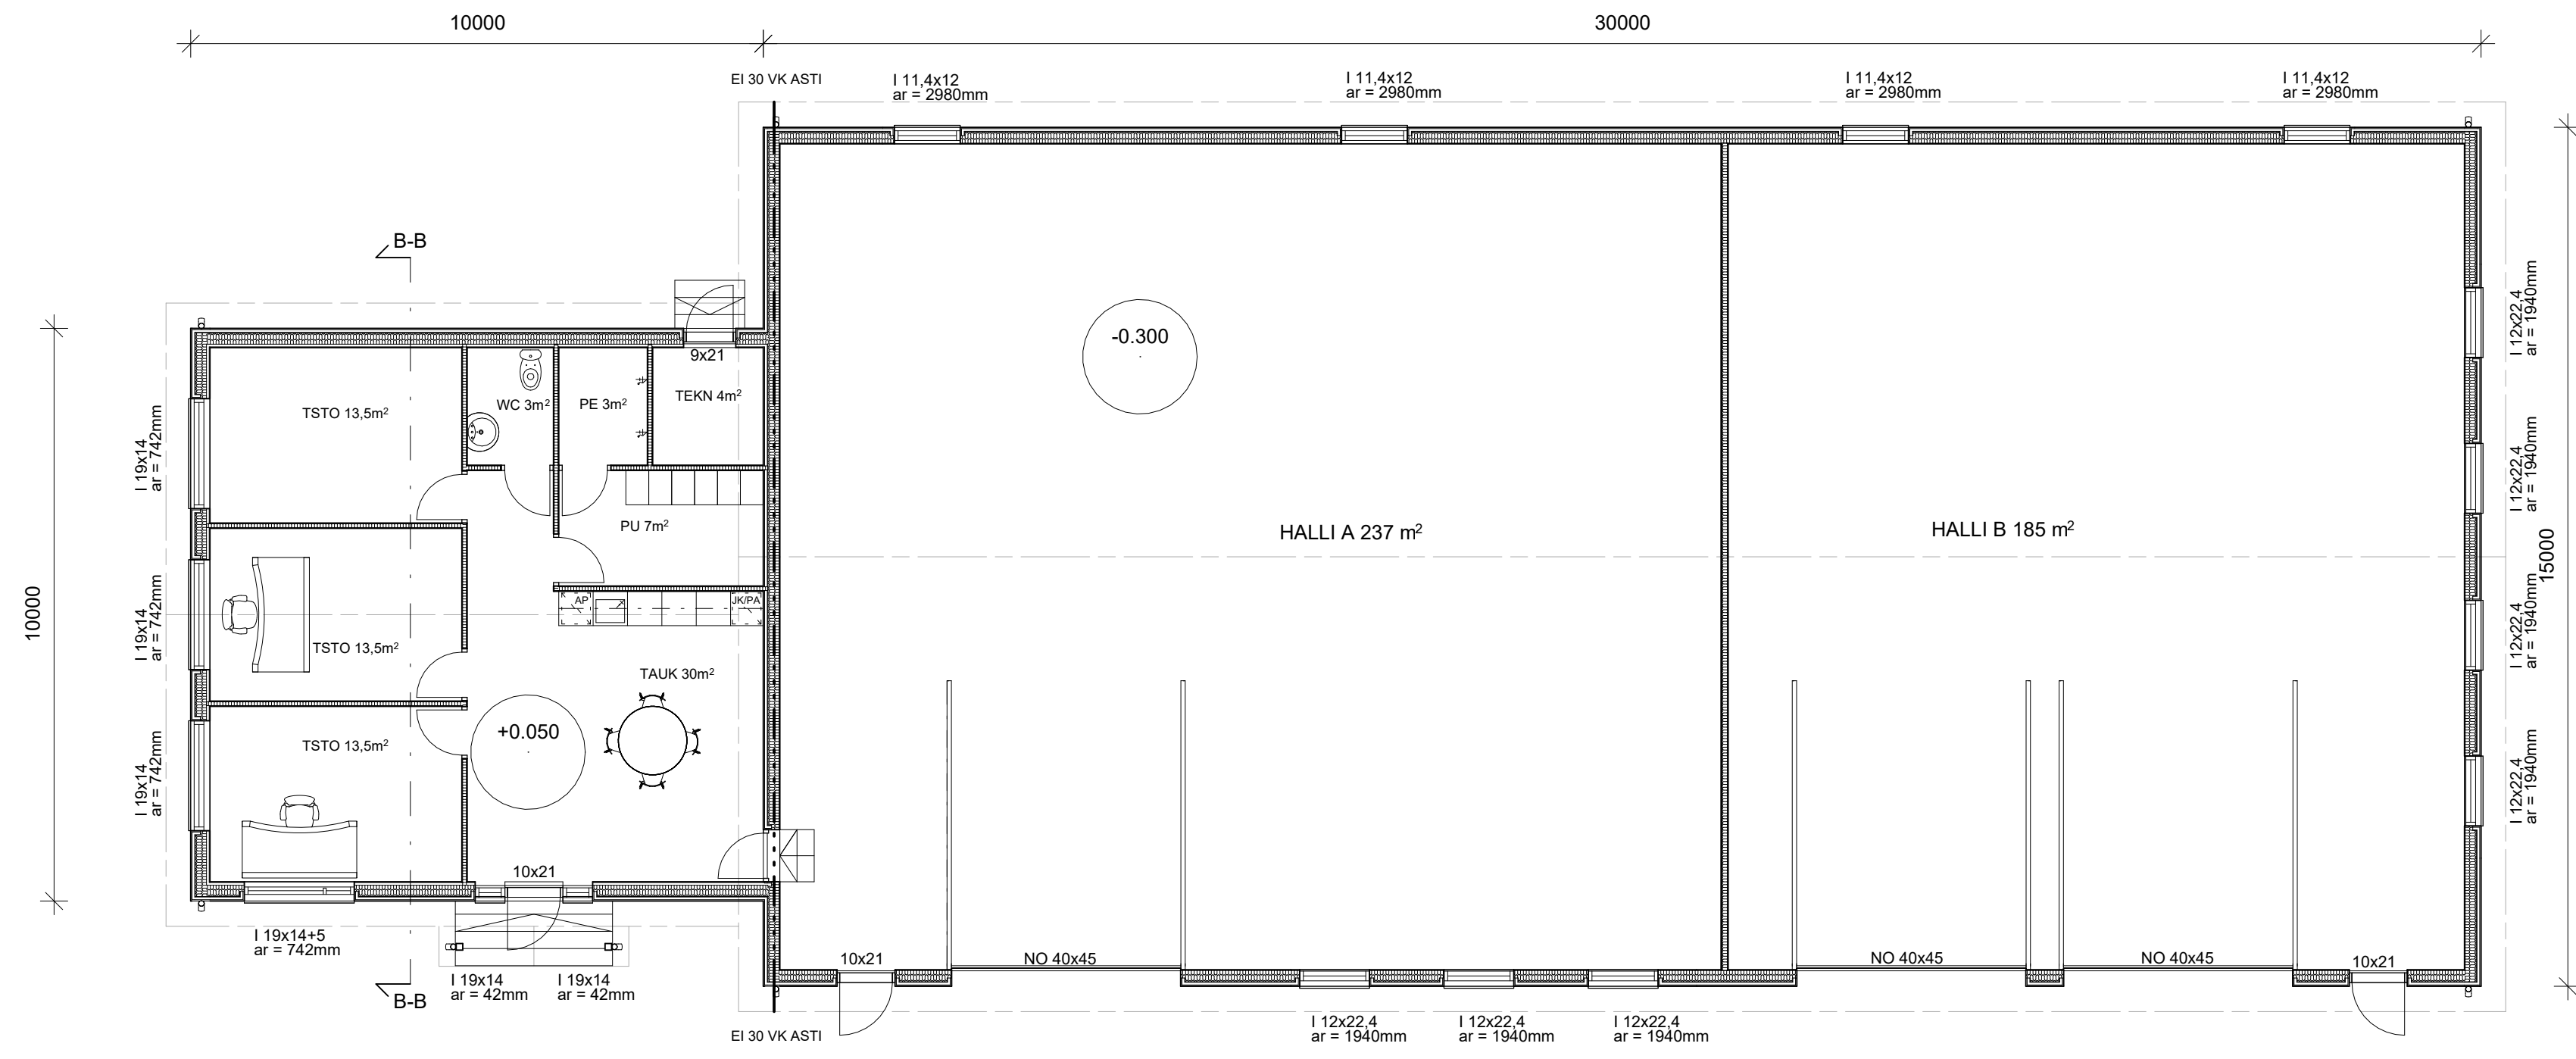 10000
30000
EI 30 VK ASTI
I 11,4x12
ar = 2980mm
I 11,4x12
ar = 2980mm
I 11,4x12
ar = 2980mm
I 11,4x12
ar = 2980mm
B-B
9x21
TSTO 13,5m²
WC 3m²
PE 3m²
TEKN 4m²
-0.300
I 12x22,4
ar = 1940mm
I 19x14
ar = 742mm
PU 7m²
HALLI A 237 m²
HALLI B 185 m²
I 12x22,4
ar = 1940mm
15000
10000
I 19x14
ar = 742mm
AP
JK/PA
TSTO 13,5m²
TAUK 30m²
I 12x22,4
ar = 1940mm
TSTO 13,5m²
+0.050
I 19x14
ar = 742mm
I 12x22,4
ar = 1940mm
10x21
I 19x14+5
ar = 742mm
10x21
NO 40x45
NO 40x45
NO 40x45
10x21
I 19x14
ar = 42mm
I 19x14
ar = 42mm
B-B
EI 30 VK ASTI
I 12x22,4
ar = 1940mm
I 12x22,4
ar = 1940mm
I 12x22,4
ar = 1940mm